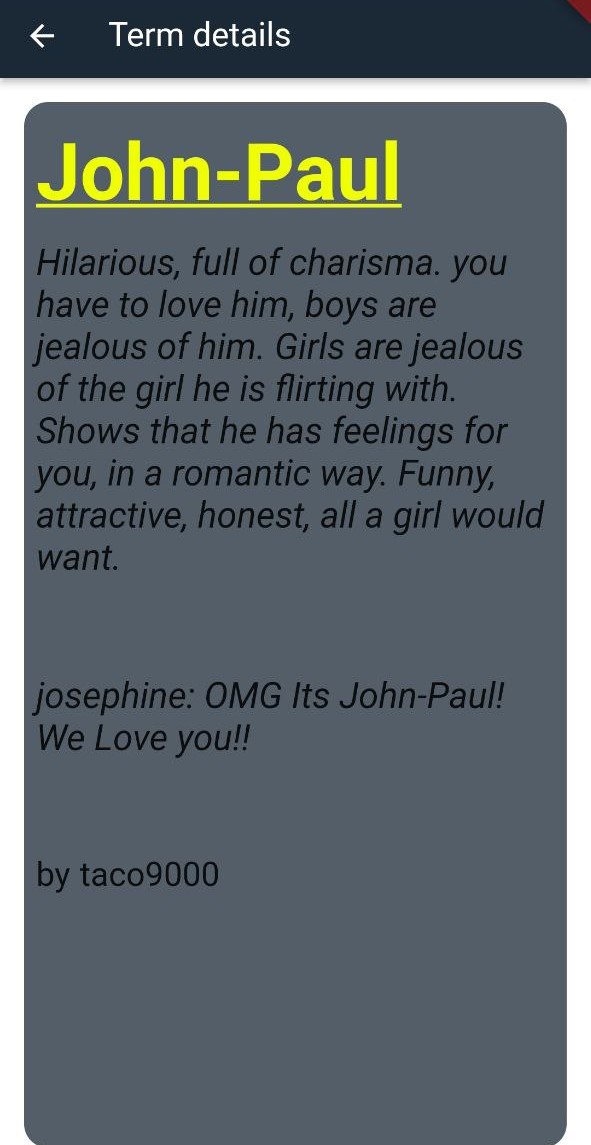 Term details
John-Paul
Hilarious, full of charisma. you
have to love him, boys are
jealous of him. Girls are jealous
of the girl he is flirting with.
Shows that he has feelings for
you, in a romantic way. Funny,
attractive, honest, all a girl would
want.
josephine: OMG Its John-Paul!
We Love you!!
by taco9000